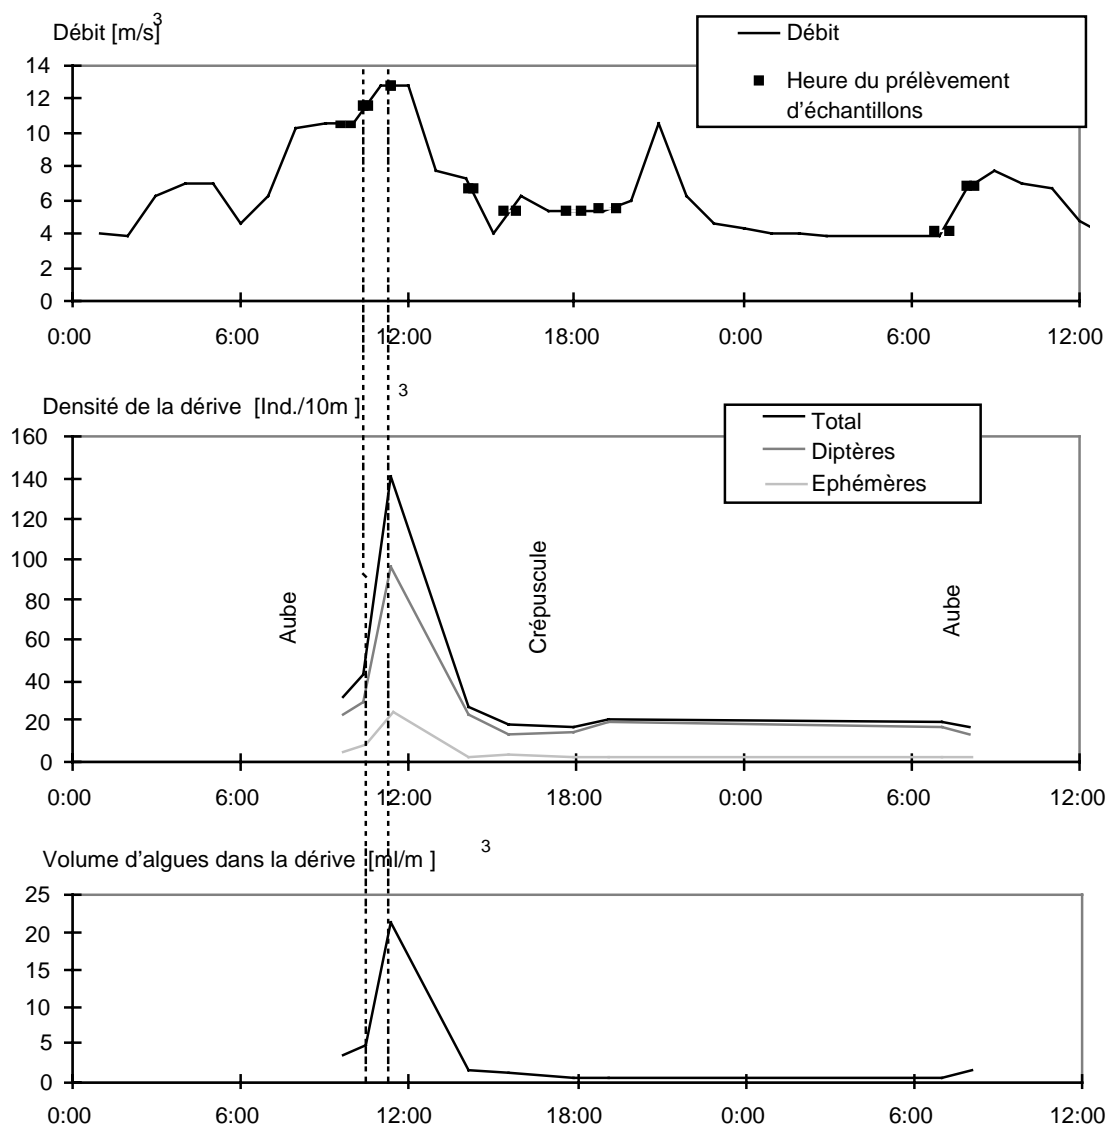 Débit [m/s]3
Débit
Heure du prélèvement
d'échantillons
14
12
10
8
6
4
2
0
0:00 6:00 12:00 18:00 0:00 6:00 12:00
Densité de la dérive [Ind./10m ] 3
Total
Diptères
Ephémères
160
140
120
100
80
60
40
20
0
Aube
Crépuscule
Aube
0:00 6:00 12:00 18:00 0:00 6:00 12:00
Volume d'algues dans la dérive [ml/m ] 3
25
20
15
10
5
0
0:00 6:00 12:00 18:00 0:00 6:00 12:00